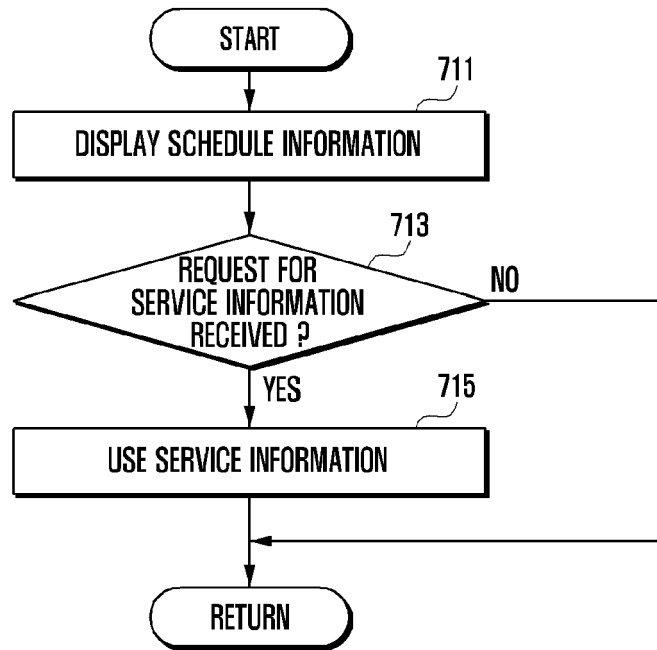 START
711
DISPLAY SCHEDULE INFORMATION
713
REQUEST FOR
SERVICE INFORMATION
RECEIVED ?
NO
YES
715
USE SERVICE INFORMATION
RETURN